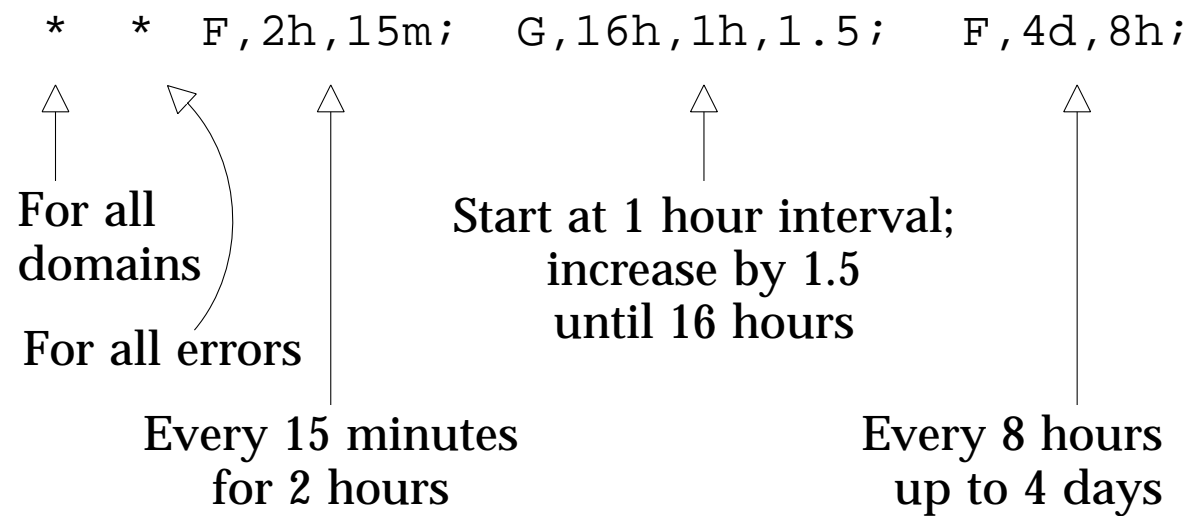 * * F,2h,15m; G,16h,1h,1.5; F,4d,8h;
For all
domains
For all errors
Every 15 minutes
for 2 hours
Start at 1 hour interval;
increase by 1.5
until 16 hours
Every 8 hours
up to 4 days